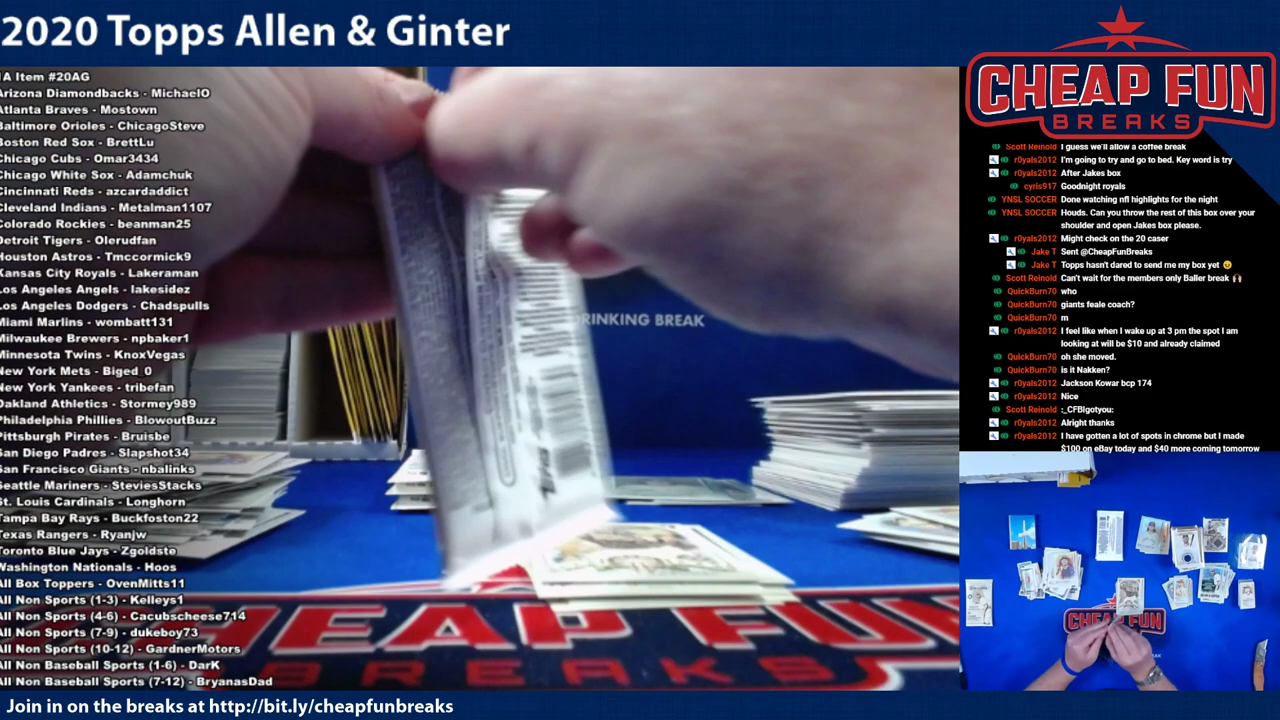 2020 Topps Allen & Ginter
1A Item #20AG
Arizona Diamondbacks - MichaelO
Atlanta Braves - Mostown
Baltimore Orioles - ChicagoSteve
Boston Red Sox - BrettLu
Chicago Cubs - Omar3434
Chicago White Sox - Adamchuk
Cincinnati Reds - azcardaddict
Cleveland Indians - Metalman1107
Colorado Rockies - beanman25
Detroit Tigers - Olerudfan
Houston Astros - Tmccormick9
Kansas City Royals - Lakeraman
Los Angeles Angels - lakesidez
Los Angeles Dodgers - Chadspulls
Miami Marlins - wombatt131
Milwaukee Brewers - npbaker1
Minnesota Twins - KnoxVegas
New York Mets - Biged_0
New York Yankees - tribefan
Oakland Athletics - Stormey989
Philadelphia Phillies - BlowoutBuzz
Pittsburgh Pirates - Bruisbe
San Diego Padres - Slapshot34
San Francisco Giants - nbalinks
Seattle Mariners - SteviesStacks
St. Louis Cardinals - Longhorn
Tampa Bay Rays - Buckfoston22
Texas Rangers - Ryanjw
Toronto Blue Jays - Zgoldste
Washington Nationals - Hoos
All Box Toppers - OvenMitts11
All Non Sports (1-3) - Kelleys1
All Non Sports (4-6) - Cacubscheese714
All Non Sports (7-9) - dukeboy73
All Non Sports (10-12) - GardnerMotors
All Non Baseball Sports (1-6) - DarK
All Non Baseball Sports (7-12) - BryanasDad
RINKING BREAK
CHEAP FUN
BREAKS
CHEAP FUN
BREAKS
Scott Reinold I guess we'll allow a coffee break
r0yals2012 I'm going to try and go to bed. Key word is try
r0yals2012 After Jakes box
cyris917 Goodnight royals
YNSL SOCCER Done watching nfl highlights for the night
YNSL SOCCER Houds. Can you throw the rest of this box over your
shoulder and open Jakes box please.
r0yals2012 Might check on the 20 caser
Jake T Sent @CheapFunBreaks
Jake T Topps hasn't dared to send me my box yet
Scott Reinold Can't wait for the members only Baller break
QuickBurn70 who
QuickBurn70 giants feale coach?
QuickBurn70 m
r0yals2012 I feel like when I wake up at 3 pm the spot I am
looking at will be $10 and already claimed
QuickBurn70 oh she moved.
QuickBurn70 is it Nakken?
r0yals2012 Jackson Kowar bcp 174
r0yals2012 Nice
Scott Reinold :_CFBIgotyou:
r0yals2012 Alright thanks
r0yals2012 I have gotten a lot of spots in chrome but I made
$100 on eBay today and $40 more coming tomorrow
CHEAP FUN
Join in on the breaks at http://bit.ly/cheapfunbreaks